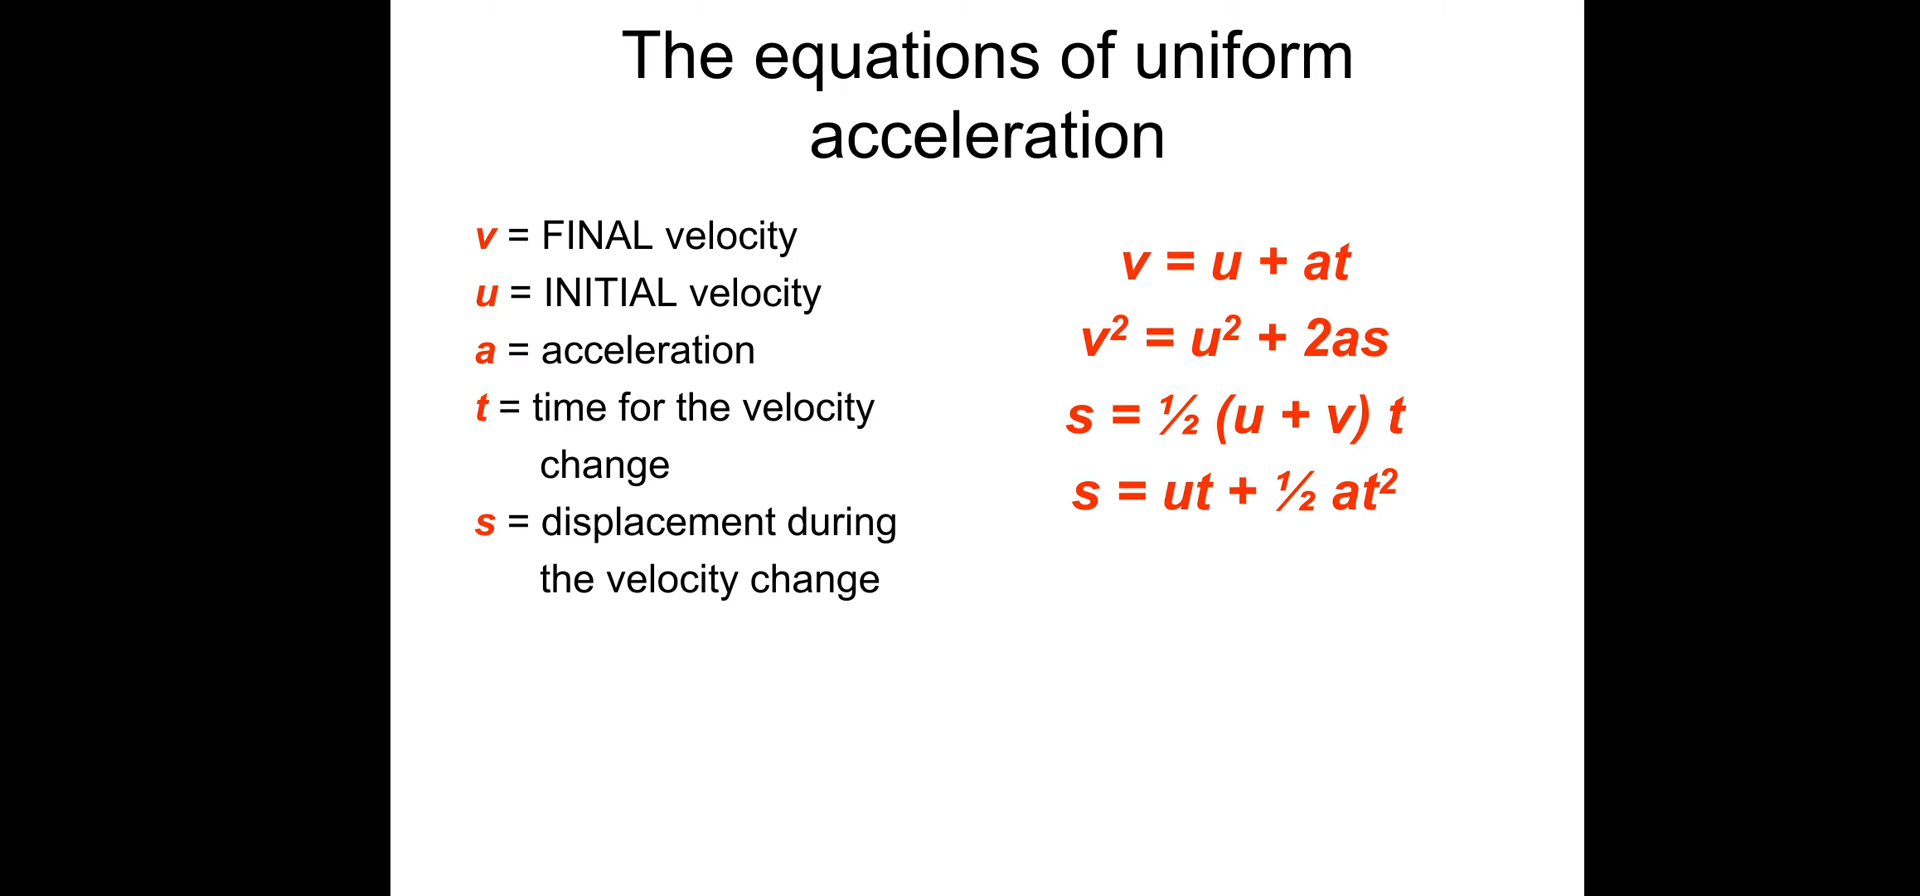 The equations of uniform
acceleration
v = FINAL velocity
u = INITIAL velocity
a = acceleration
t = time for the velocity
change
s = displacement during
the velocity change
v = u + at
v² = u² + 2as
s = ½ (u + v) t
s = ut + ½ at²